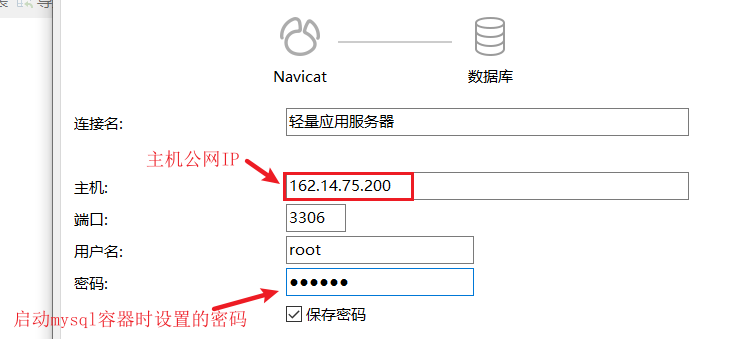 导
Navicat
数据库
连接名:
轻量应用服务器
主机公网IP
主机:
162.14.75.200
端口:
3306
用户名:
root
密码:
●●●●●●
启动mysql容器时设置的密码
保存密码